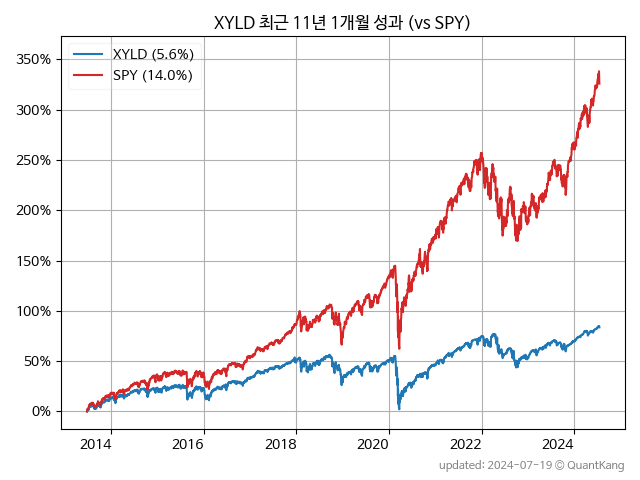 XYLD 최근 11년 1개월 성과 (vs SPY)
XYLD (5.6%)
SPY (14.0%)
350%
300%
250%
200%
150%
100%
50%
0%
2014 2016 2018 2020 2022 2024
updated: 2024-07-19 © QuantKang